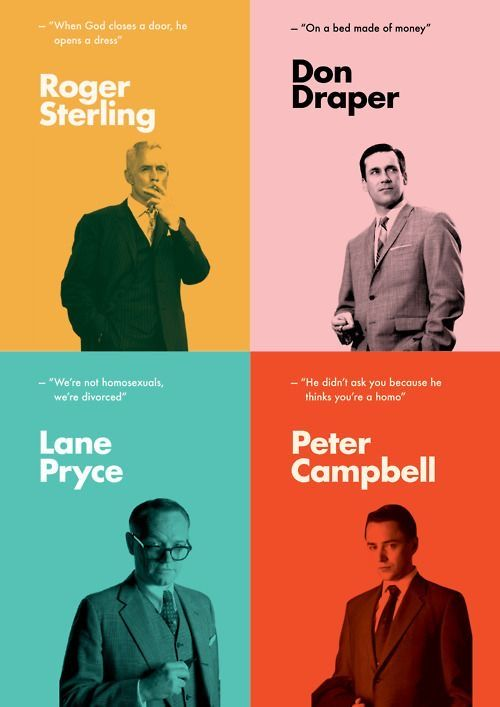 — “When God closes a door, he
opens a dress”
Roger
Sterling
— “On a bed made of money”
Don
Draper
— “We’re not homosexuals,
we’re divorced”
Lane
Pryce
— “He didn’t ask you because he
thinks you’re a homo”
Peter
Campbell